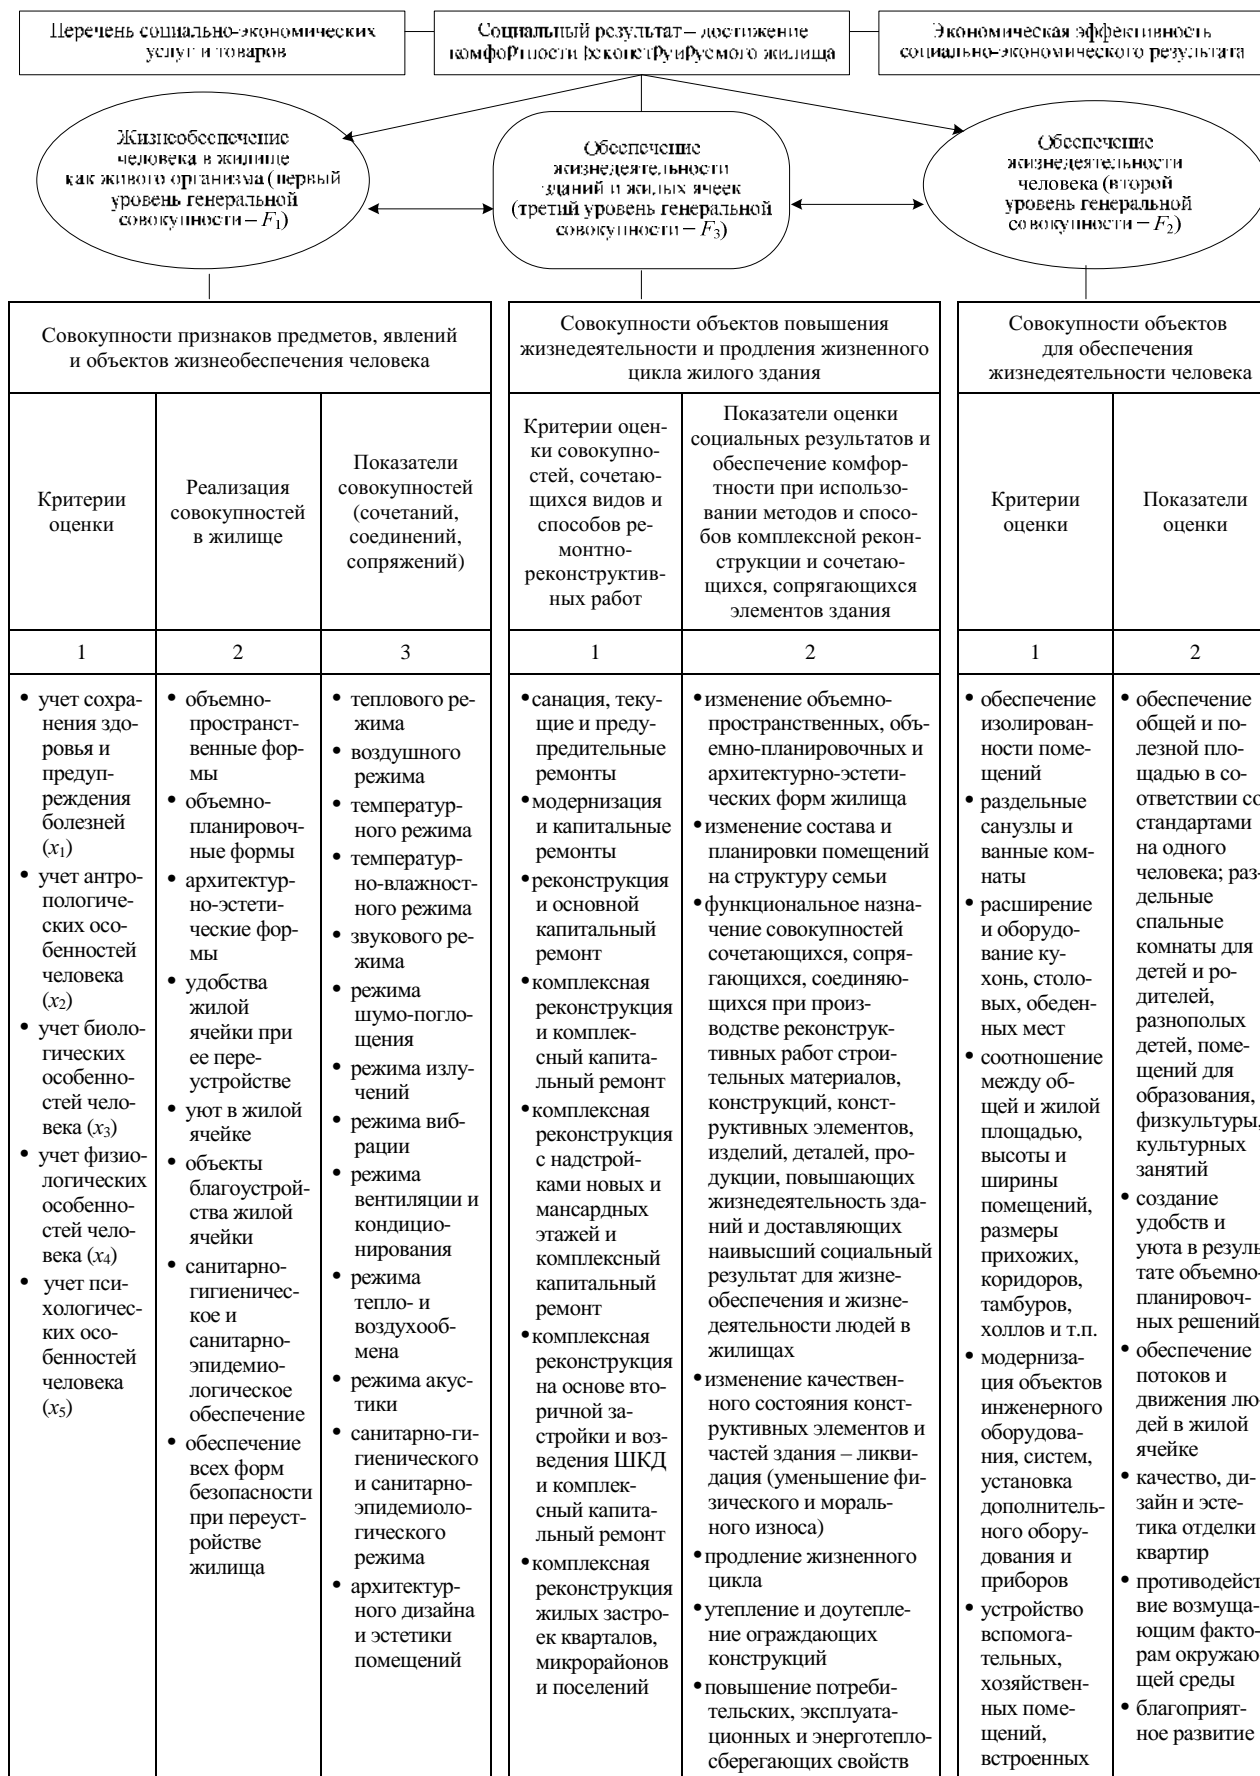 Перечень социально-экономических
услуг и товаров
Социальный результат – достижение
комфортности реконструируемого жилища
Экономическая эффективность
социально-экономического результата
Жизнеобеспечение
человека в жилище
как живого организма (первый
уровень генеральной
совокупности – F1)
Обеспечение
жизнедеятельности
зданий и жилых ячеек
(третий уровень генеральной
совокупности – F3)
Обеспечение
жизнедеятельности
человека (второй
уровень генеральной
совокупности – F2)
Совокупности признаков предметов, явлений
и объектов жизнеобеспечения человека
Критерии
оценки
Реализация
совокупностей
в жилище
Показатели
совокупностей
(сочетаний,
соединений,
сопряжений)
1
2
3
• учет сохра-
нения здо-
ровья и
предуп-
реждения
болезней
(x1)
• учет антро-
пологиче-
ских осо-
бенностей
человека
(x2)
• учет биоло-
гических
особенно-
стей чело-
века (x3)
• учет физио-
логических
особенно-
стей чело-
века (x4)
• учет пси-
хологичес-
ких осо-
бенностей
человека
(x5)
• объемно-
пространст-
венные фор-
мы
• объемно-
планировоч-
ные формы
• архитектур-
но-эстети-
ческие фор-
мы
• удобства
жилой
ячейки при
ее пере-
устройстве
• уют в жилой
ячейке
• объекты
благоустрой-
ства жилой
ячейки
• санитарно-
гигиеничес-
кое и
санитарно-
эпидемио-
логическое
обеспечение
• обеспечение
всех форм
безопасности
при переуст-
ройстве
жилища
• теплового ре-
жима
• воздушного
режима
• температур-
ного режима
• температур-
но-влажност-
ного режима
• звукового ре-
жима
• режима
шумо-погло-
щения
• режима излу-
чений
• режима виб-
рации
• режима
вентиляции и
кондицио-
нирования
• режима
тепло- и
воздухооб-
мена
• режима акус-
тики
• санитарно-ги-
гиенического
и санитарно-
эпидемиоло-
гического
режима
• архитектур-
ного дизайна
и эстетики
помещений
Совокупности объектов повышения
жизнедеятельности и продления жизненного
цикла жилого здания
Критерии оцен-
ки совокупно-
стей, сочетаю-
щихся видов и
способов ре-
монтно-
реконструктив-
ных работ
Показатели оценки
социальных результатов и
обеспечение комфор-
тности при использо-
вании методов и спосо-
бов комплексной рекон-
струкции и сочетаю-
щихся, сопрягающихся
элементов здания
1
2
•санация, теку-
щие и преду-
предительные
ремонты
•модернизация
и капитальные
ремонты
•реконструкция
и основной
капитальный
ремонт
•комплексная
реконструкция
и комплек-
сный капита-
льный ремонт
•комплексная
реконструкция
с надстрой-
ками новых и
мансардных
этажей и
комплексный
капитальный
ремонт
•комплексная
реконструкция
на основе вто-
ричной за-
стройки и воз-
ведения ШКД
и комплек-
сный капита-
льный ремонт
•комплексная
реконструкция
жилых застро-
ек кварталов,
микрорайонов
и поселений
•изменение объемно-
пространственных, объ-
емно-планировочных и
архитектурно-эстети-
ческих форм жилища
•изменение состава и
планировки помещений
на структуру семьи
•функциональное назна-
чение совокупностей
сочетающихся, сопря-
гающихся, соединяю-
щихся при произ-
водстве реконструк-
тивных работ строи-
тельных материалов,
конструкций, конст-
руктивных элементов,
изделий, деталей, про-
дукции, повышающих
жизнедеятельность зда-
ний и доставляющих
наивысший социальный
результат для жизне-
обеспечения и жизне-
деятельности людей в
жилищах
•изменение качествен-
ного состояния конст-
руктивных элементов и
частей здания – ликви-
дация (уменьшение фи-
зического и мораль-
ного износа)
•продление жизненного
цикла
•утепление и доутепле-
ние ограждающих
конструкций
•повышение потреби-
тельских, эксплуата-
ционных и энерготепло-
сберегающих свойств
Совокупности объектов
для обеспечения
жизнедеятельности человека
Критерии
оценки
Показатели
оценки
1
2
• обеспечение
изолирован-
ности поме-
щений
• раздельные
санузлы и
ванные ком-
наты
• расширение
и оборудо-
вание ку-
хонь, столо-
вых, обеден-
ных мест
• соотношение
между об-
щей и жилой
площадью,
высоты и
ширины
помещений,
размеры
прихожих,
коридоров,
тамбуров,
холлов и т.п.
• модерниза-
ция объектов
инженерного
оборудова-
ния, систем,
установка
дополнитель-
ного обору-
дования и
приборов
• устройство
вспомога-
тельных,
хозяйствен-
ных поме-
щений,
встроенных
• обеспечение
общей и по-
лезной пло-
щадью в со-
ответствии со
стандартами
на одного
человека; раз-
дельные
спальные
комнаты для
детей и ро-
дителей,
разнополых
детей, поме-
щений для
образования,
физкультуры,
культурных
занятий
• создание
удобств и
уюта в резуль-
тате объемно-
планировоч-
ных решений
• обеспечение
потоков и
движения лю-
дей в жилой
ячейке
• качество, ди-
зайн и эсте-
тика отделки
квартир
• противодейст
вие возмуща-
ющим факто-
рам окружаю-
щей среды
• благоприят-
ное развитие